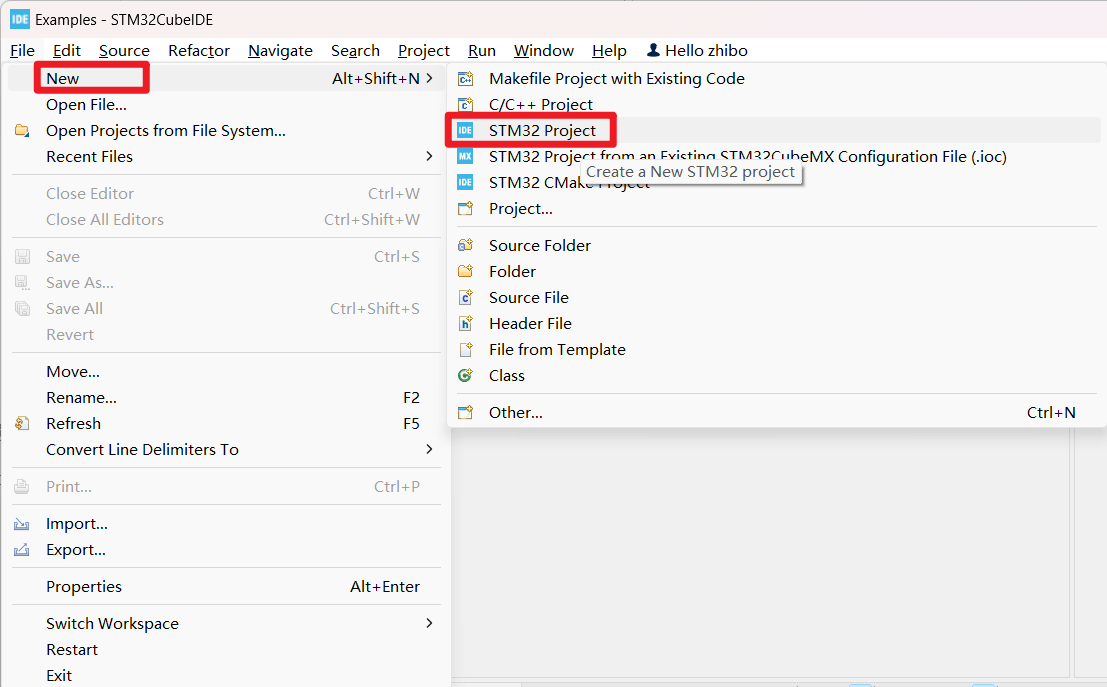 IDE Examples - STM32CubeIDE
File Edit Source Refactor Navigate Search Project Run Window Help Hello zhibo
New Alt+Shift+N
Open File...
Open Projects from File System...
Recent Files
Close Editor Ctrl+W
Close All Editors Ctrl+Shift+W
Save Ctrl+S
Save As...
Save All Ctrl+Shift+S
Revert
Move...
Rename... F2
Refresh F5
Convert Line Delimiters To
Print... Ctrl+P
Import...
Export...
Properties Alt+Enter
Switch Workspace
Restart
Exit
Makefile Project with Existing Code
C/C++ Project
IDE STM32 Project
MX STM32 Project from an Existing STM32CubeMX Configuration File (.ioc)
Create a New STM32 project
IDE STM32 CMake Project
Project...
Source Folder
Folder
Source File
Header File
File from Template
Class
Other... Ctrl+N